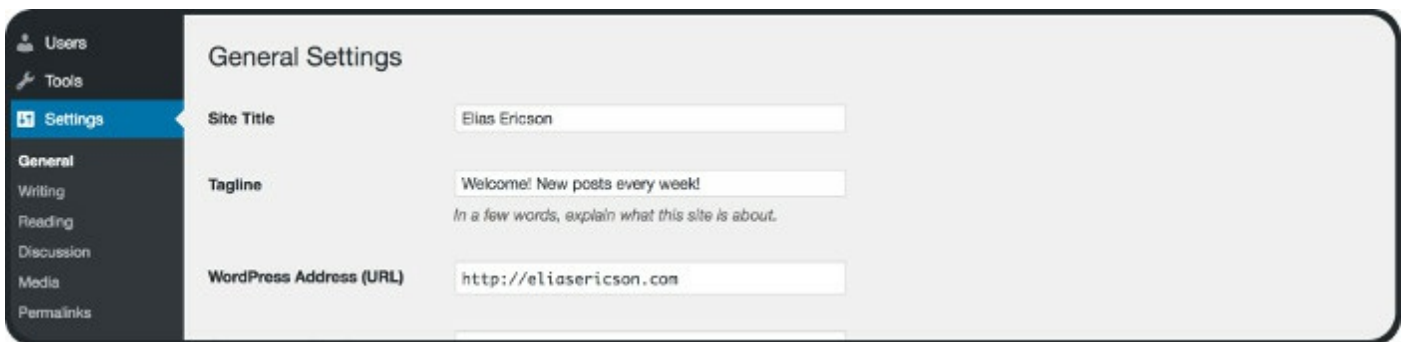 Users
Tools
Settings
General
Writing
Reading
Discussion
Media
Permalinks
General Settings
Site Title
Elias Ericson
Tagline
Welcome! New posts every week!
In a few words, explain what this site is about.
WordPress Address (URL)
http://eliasericson.com